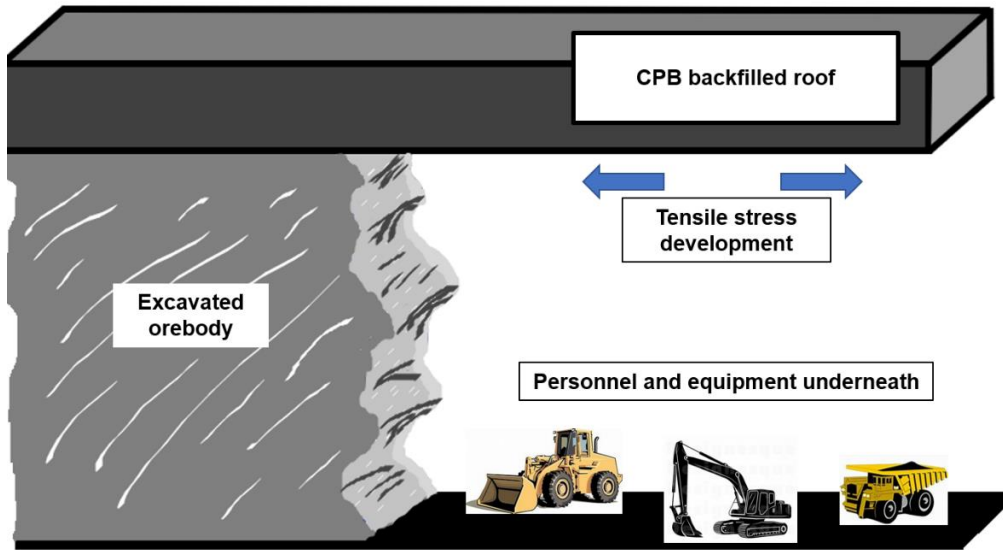 CPB backfilled roof
Tensile stress
development
Excavated
orebody
Personnel and equipment underneath